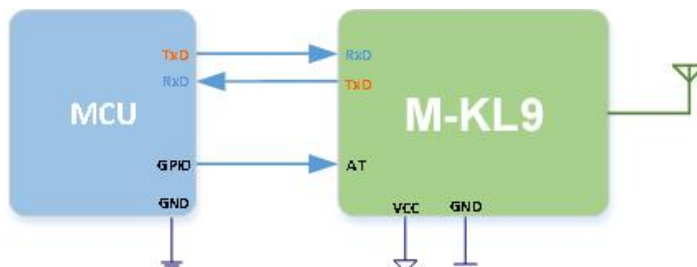 TxD
RxD
MCU
GPIO
GND
RxD
TxD
M-KL9
AT
VCC
GND